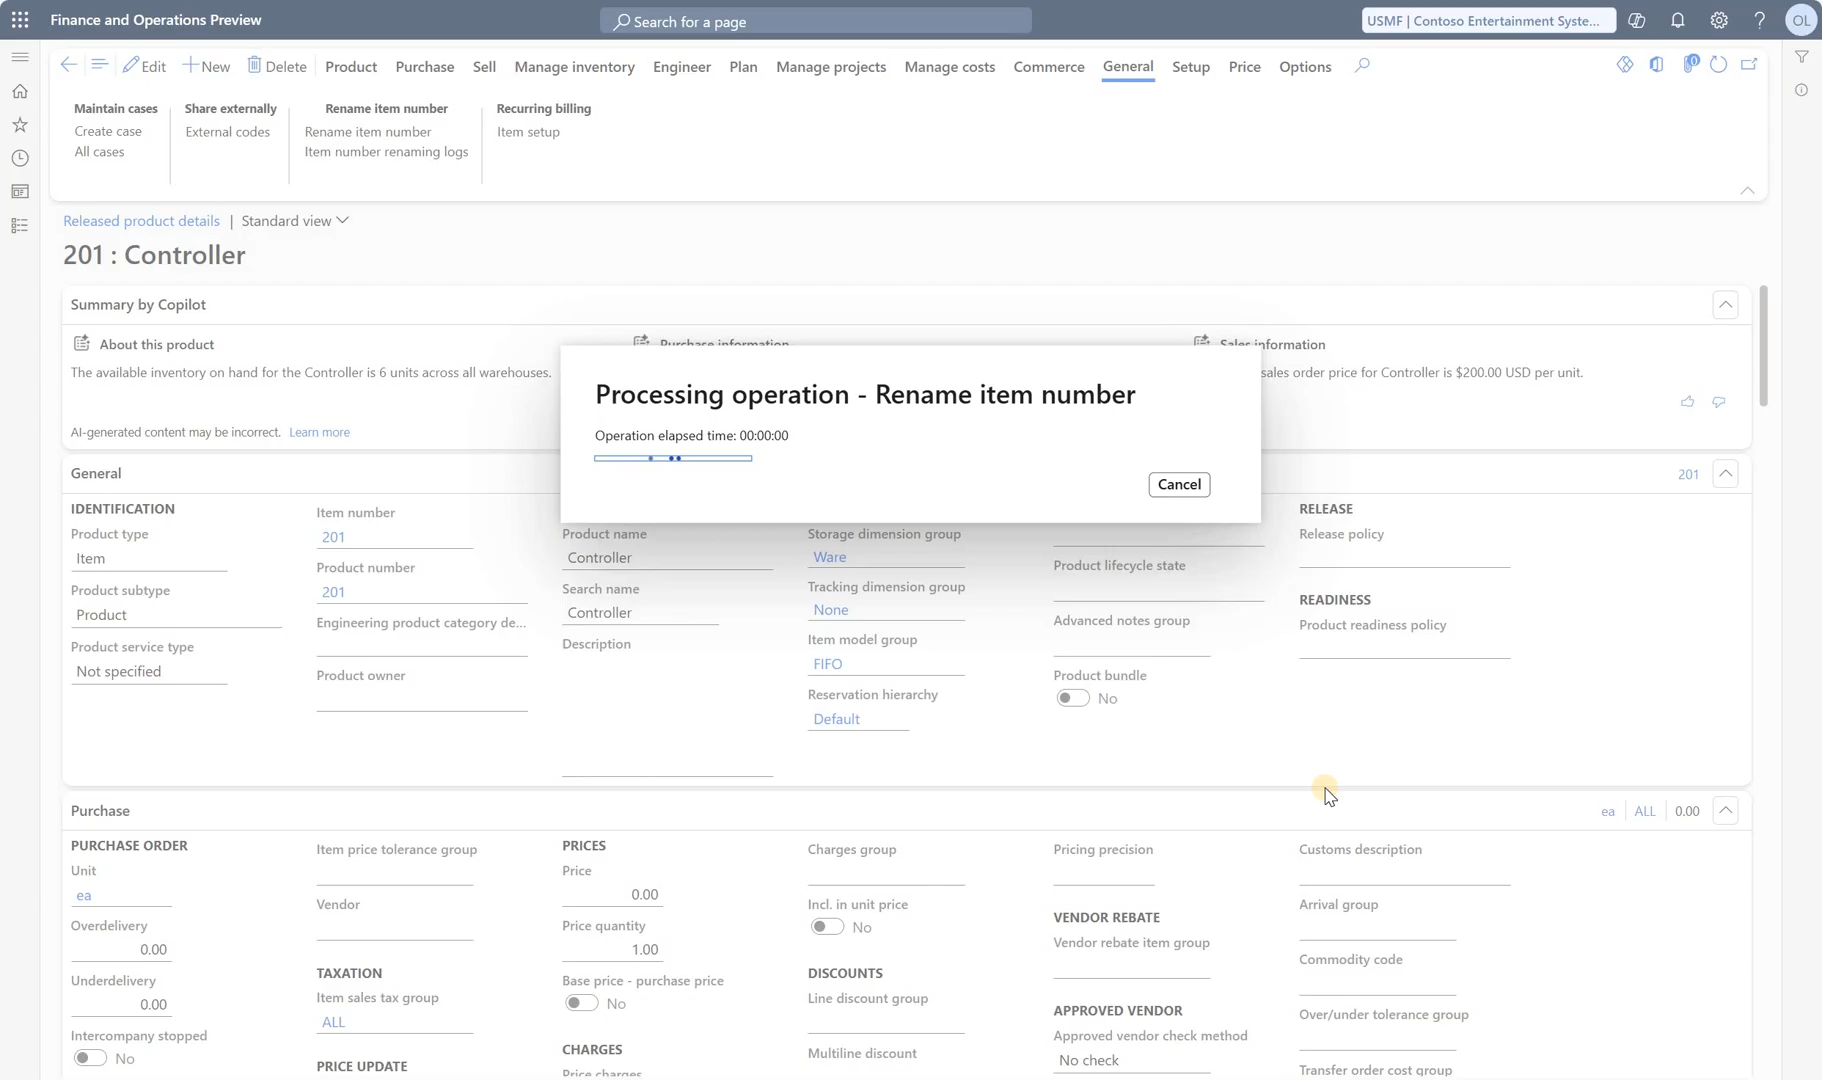 Finance and Operations Preview
Search for a page
USMF | Contoso Entertainment Syste...
?
OL
Edit
New
Delete
Product
Purchase
Sell
Manage inventory
Engineer
Plan
Manage projects
Manage costs
Commerce
General
Setup
Price
Options
0
Maintain cases
Create case
All cases
Share externally
External codes
Rename item number
Rename item number
Item number renaming logs
Recurring billing
Item setup
Released product details | Standard view
201 : Controller
Summary by Copilot
About this product
The available inventory on hand for the Controller is 6 units across all warehouses.
Purchase information
Sales information
sales order price for Controller is $200.00 USD per unit.
AI-generated content may be incorrect. Learn more
Processing operation - Rename item number
Operation elapsed time: 00:00:00
Cancel
General
201
IDENTIFICATION
Product type
Item
Product subtype
Product
Product service type
Not specified
Item number
201
Product number
201
Engineering product category de...
Product owner
Product name
Controller
Search name
Controller
Description
Storage dimension group
Ware
Tracking dimension group
None
Item model group
FIFO
Reservation hierarchy
Default
Product lifecycle state
Advanced notes group
Product bundle
No
RELEASE
Release policy
READINESS
Product readiness policy
Purchase
ea | ALL | 0.00
PURCHASE ORDER
Unit
ea
Overdelivery
0.00
Underdelivery
0.00
Intercompany stopped
No
Item price tolerance group
Vendor
TAXATION
Item sales tax group
ALL
PRICE UPDATE
PRICES
Price
0.00
Price quantity
1.00
Base price - purchase price
No
CHARGES
Price charges
Charges group
Incl. in unit price
No
DISCOUNTS
Line discount group
Multiline discount
Pricing precision
VENDOR REBATE
Vendor rebate item group
APPROVED VENDOR
Approved vendor check method
No check
Customs description
Arrival group
Commodity code
Over/under tolerance group
Transfer order cost group